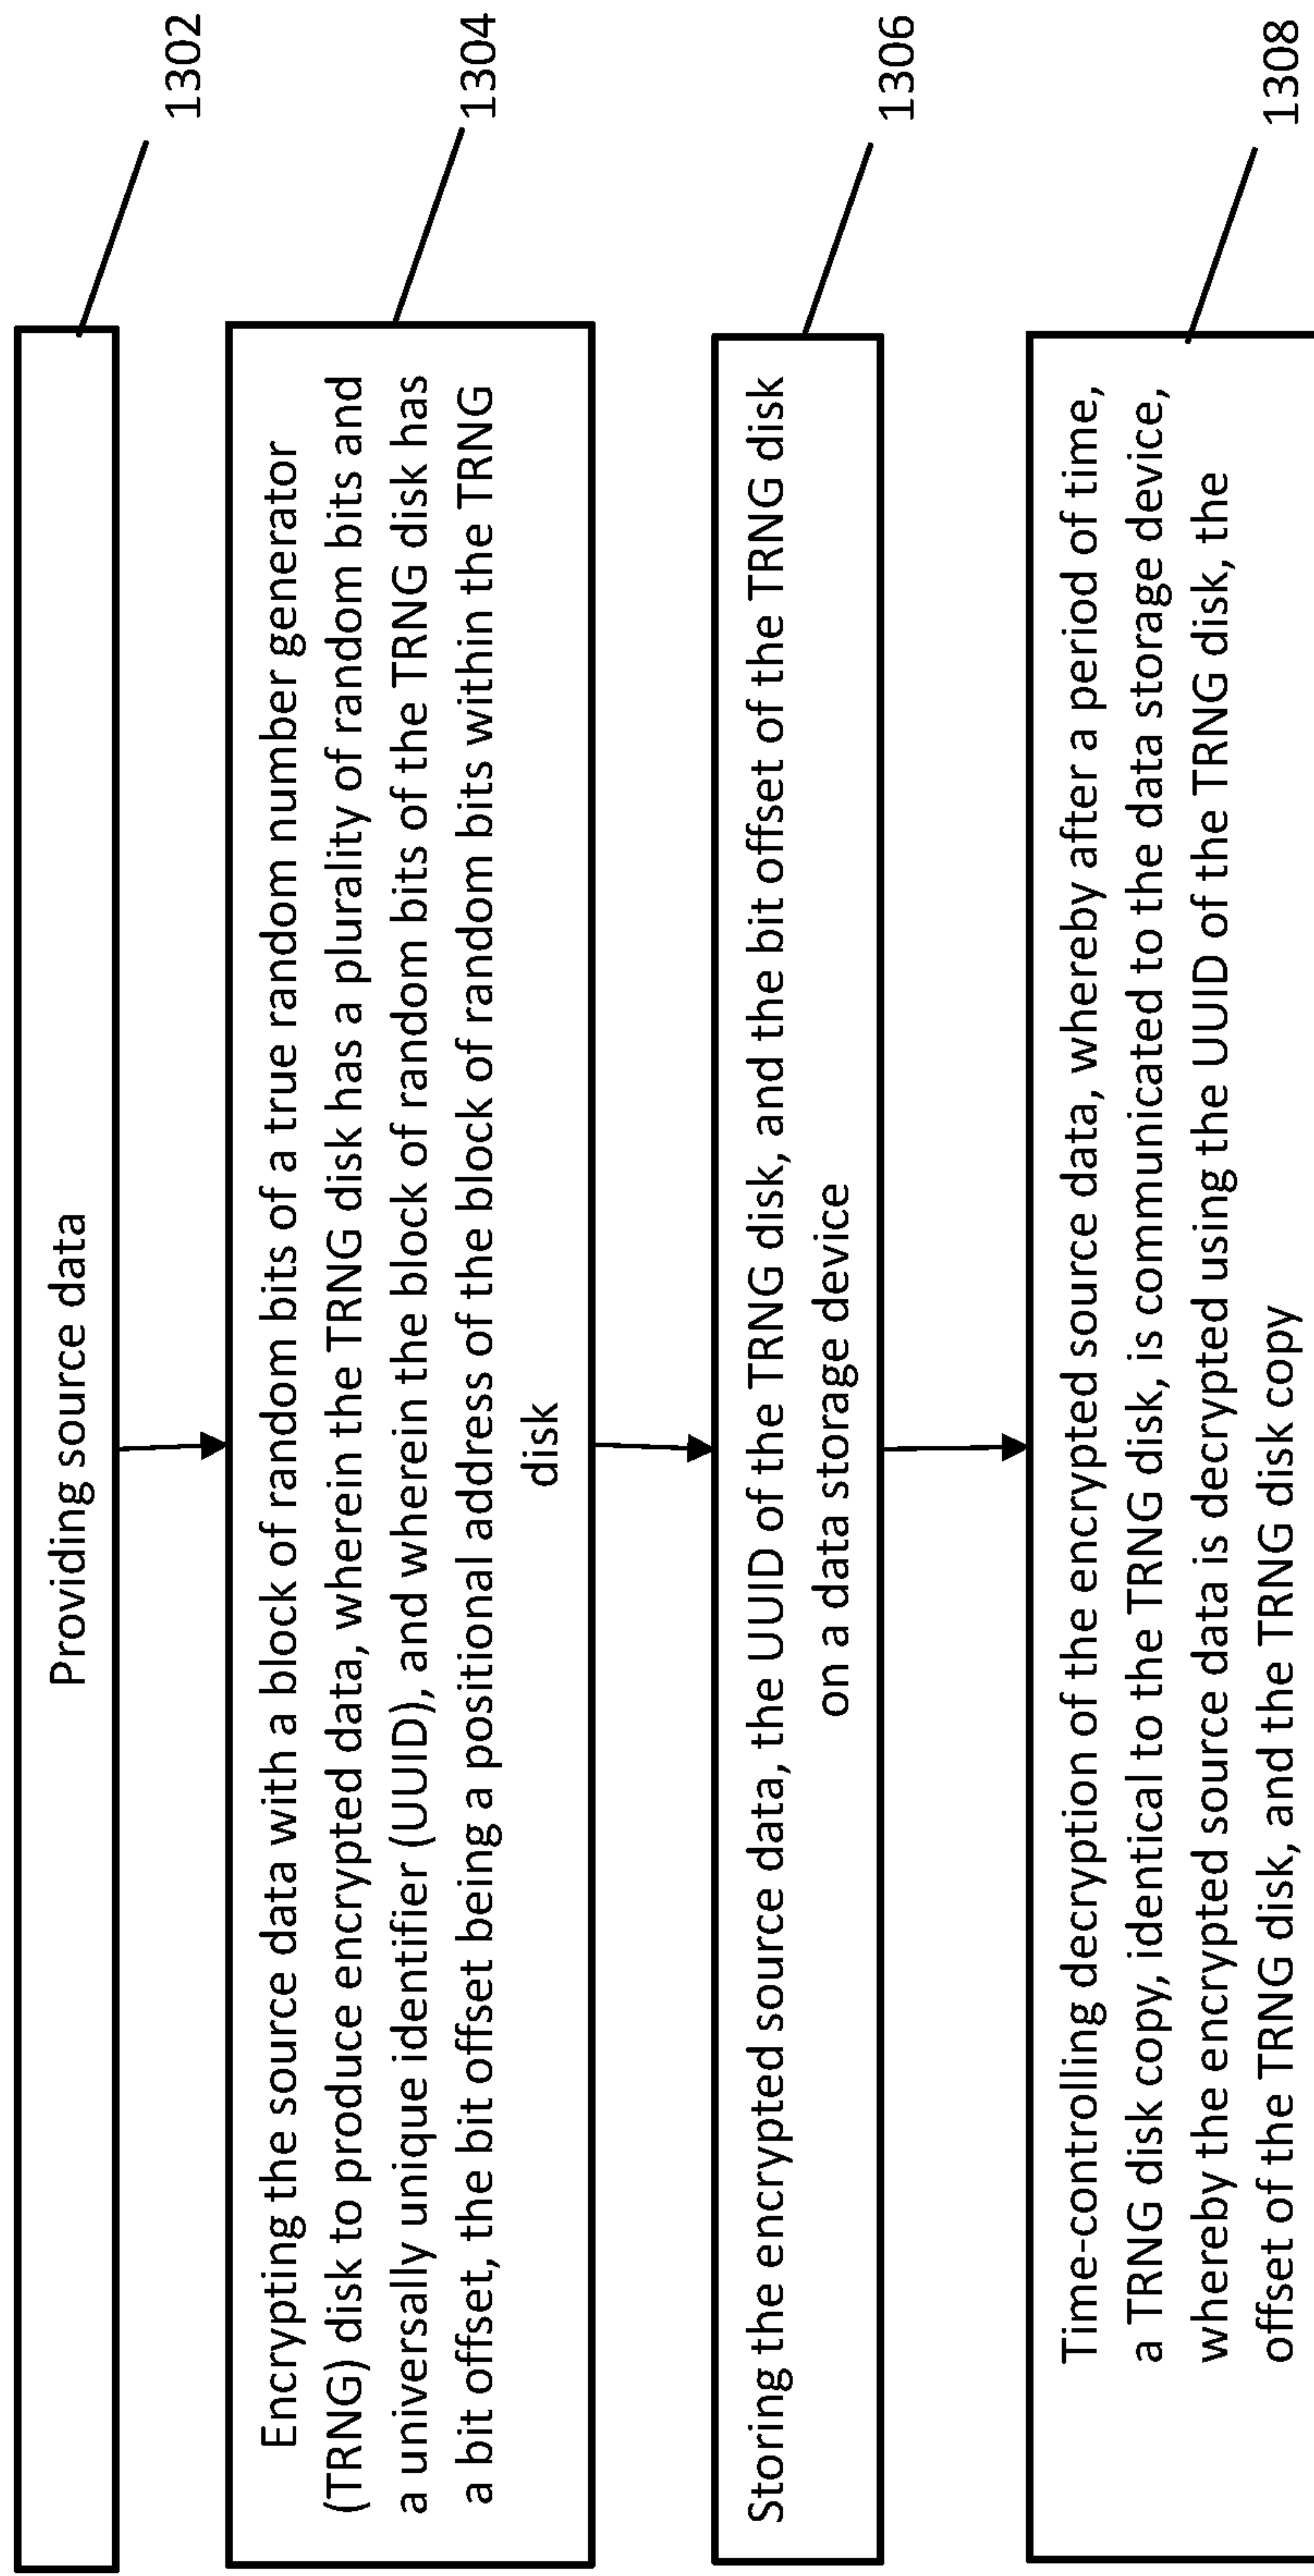 Providing source data
1302
Encrypting the source data with a block of random bits of a true random number generator
(TRNG) disk to produce encrypted data, wherein the TRNG disk has a plurality of random bits and
a universally unique identifier (UUID), and wherein the block of random bits of the TRNG disk has
a bit offset, the bit offset being a positional address of the block of random bits within the TRNG
disk
1304
Storing the encrypted source data, the UUID of the TRNG disk, and the bit offset of the TRNG disk
on a data storage device
1306
Time-controlling decryption of the encrypted source data, whereby after a period of time,
a TRNG disk copy, identical to the TRNG disk, is communicated to the data storage device,
whereby the encrypted source data is decrypted using the UUID of the TRNG disk, the
offset of the TRNG disk, and the TRNG disk copy
1308